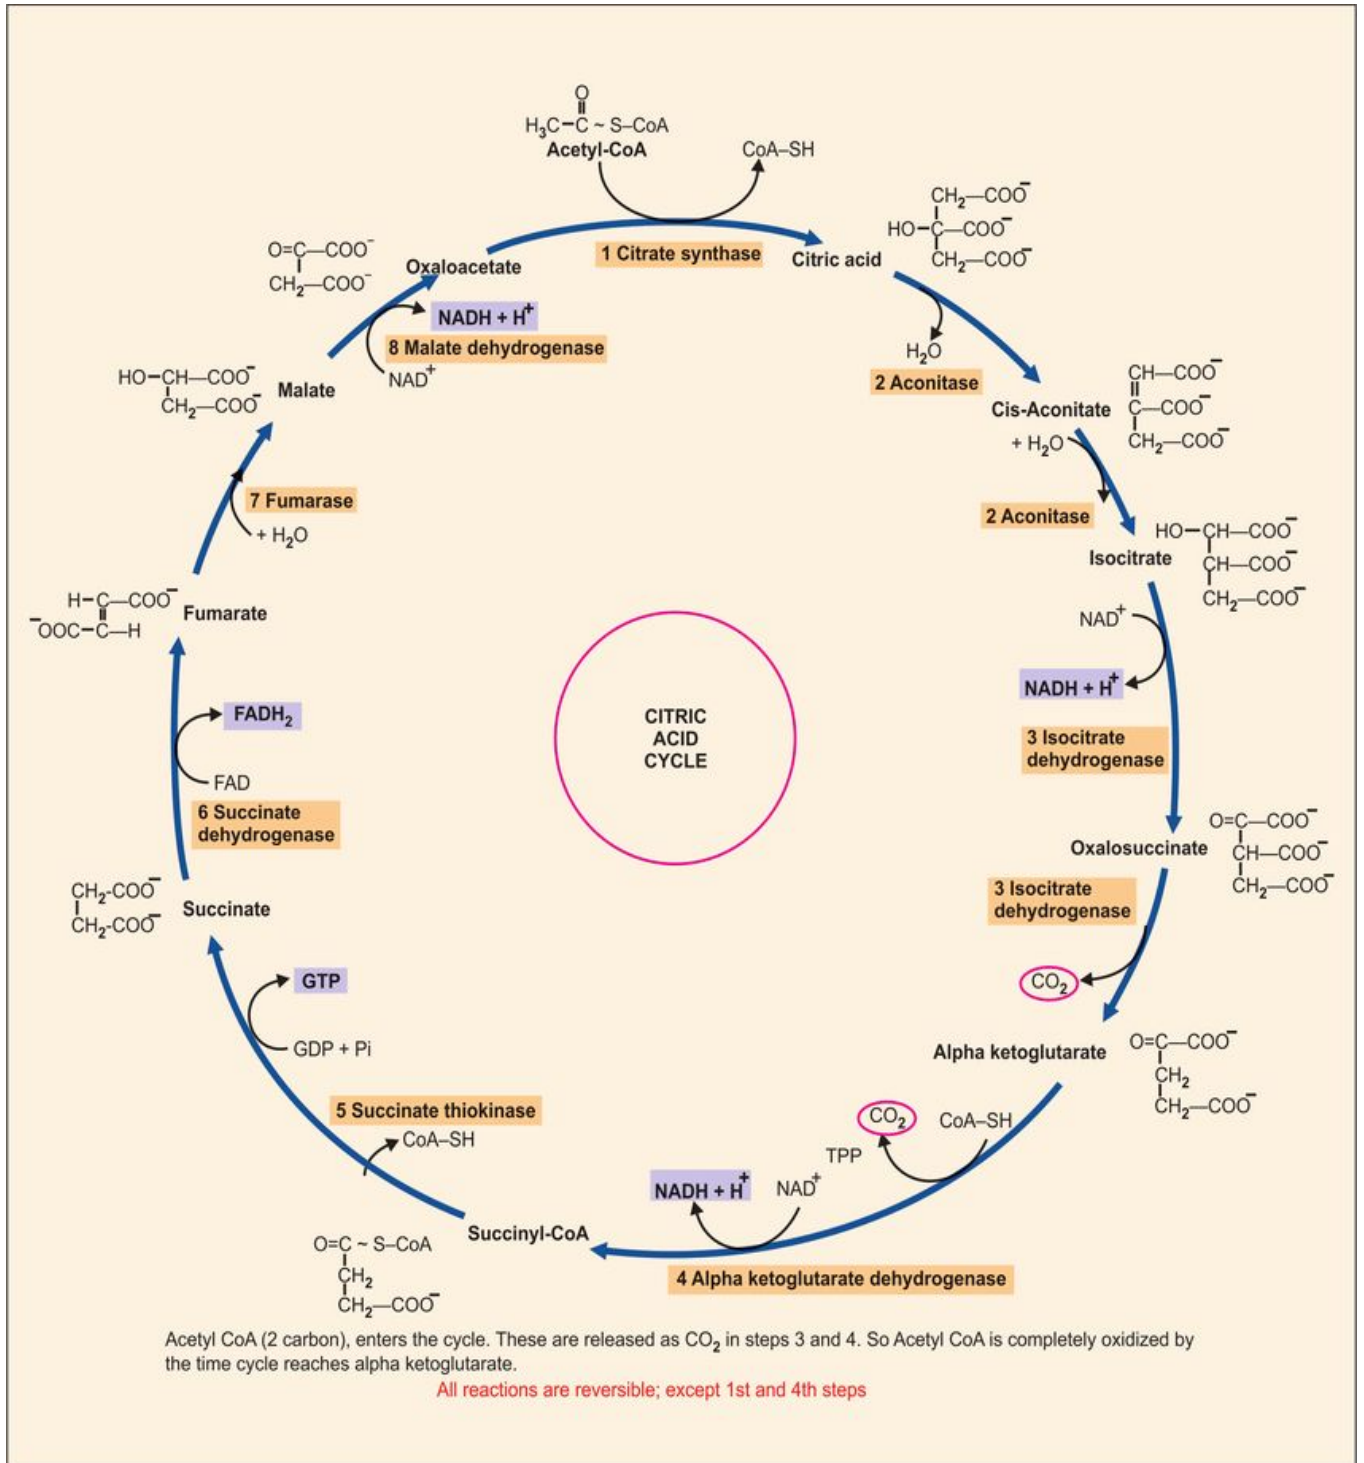 O
H₃C–C ~ S–CoA
Acetyl-CoA
CoA–SH
1 Citrate synthase
Citric acid
CH₂—COO⁻
HO–C—COO⁻
CH₂—COO⁻
H₂O
2 Aconitase
Cis-Aconitate
CH—COO⁻
C—COO⁻
CH₂—COO⁻
+ H₂O
2 Aconitase
Isocitrate
HO–CH—COO⁻
CH—COO⁻
CH₂—COO⁻
NAD⁺
NADH + H⁺
3 Isocitrate
dehydrogenase
Oxalosuccinate
O=C—COO⁻
CH—COO⁻
CH₂—COO⁻
3 Isocitrate
dehydrogenase
CO₂
Alpha ketoglutarate
O=C—COO⁻
CH₂
CH₂—COO⁻
CoA–SH
CO₂
TPP
NAD⁺
NADH + H⁺
4 Alpha ketoglutarate dehydrogenase
Succinyl-CoA
O=C ~ S–CoA
CH₂
CH₂—COO⁻
CoA–SH
5 Succinate thiokinase
GDP + Pi
GTP
Succinate
CH₂-COO⁻
CH₂-COO⁻
6 Succinate
dehydrogenase
FAD
FADH₂
Fumarate
H–C—COO⁻
⁻OOC–C—H
+ H₂O
7 Fumarase
Malate
HO–CH—COO⁻
CH₂—COO⁻
NAD⁺
8 Malate dehydrogenase
NADH + H⁺
Oxaloacetate
O=C—COO⁻
CH₂—COO⁻
CITRIC
ACID
CYCLE
Acetyl CoA (2 carbon), enters the cycle. These are released as CO₂ in steps 3 and 4. So Acetyl CoA is completely oxidized by
the time cycle reaches alpha ketoglutarate.
All reactions are reversible; except 1st and 4th steps